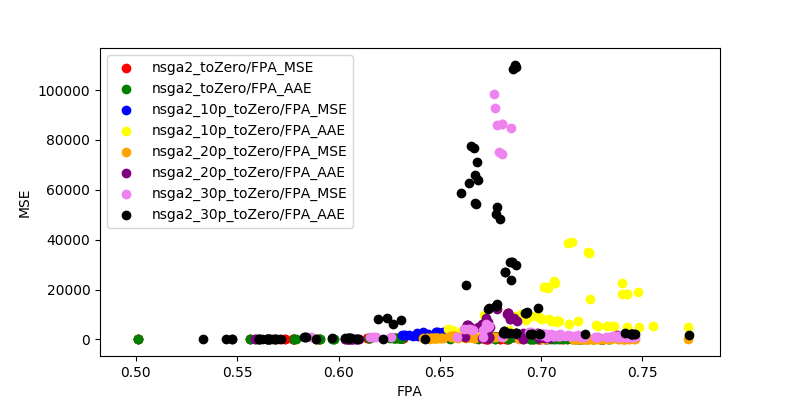 nsga2_toZero/FPA_MSE
nsga2_toZero/FPA_AAE
nsga2_10p_toZero/FPA_MSE
nsga2_10p_toZero/FPA_AAE
nsga2_20p_toZero/FPA_MSE
nsga2_20p_toZero/FPA_AAE
nsga2_30p_toZero/FPA_MSE
nsga2_30p_toZero/FPA_AAE
100000
80000
60000
40000
20000
0
MSE
0.50 0.55 0.60 0.65 0.70 0.75
FPA